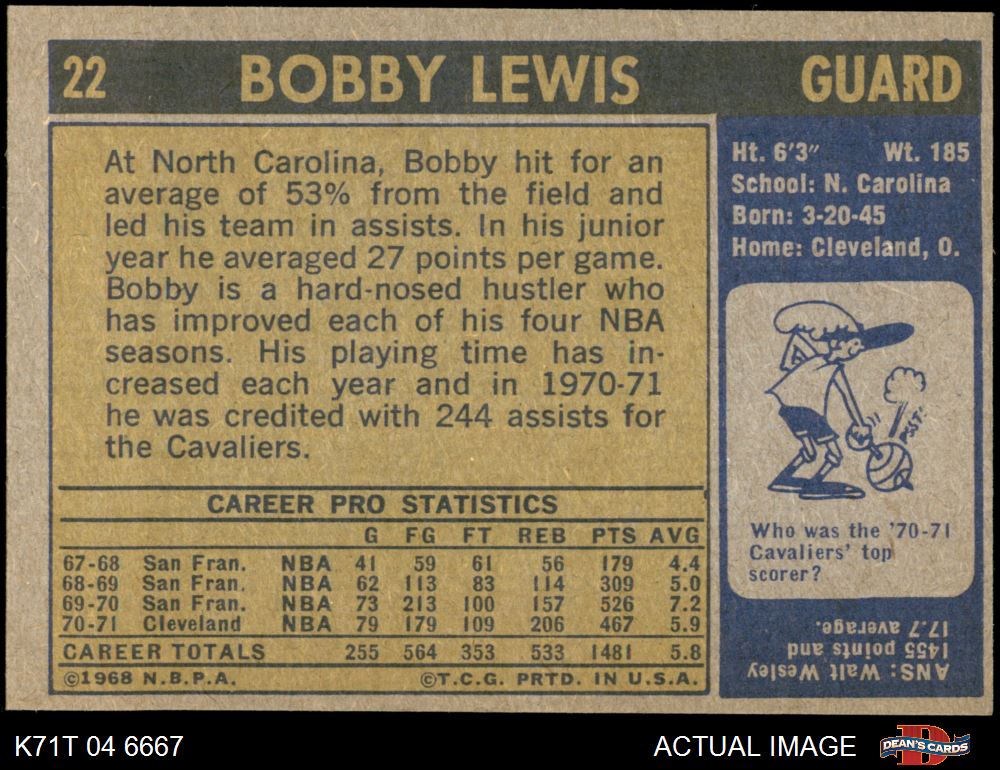 22 BOBBY LEWIS GUARD
At North Carolina, Bobby hit for an
average of 53% from the field and
led his team in assists. In his junior
year he averaged 27 points per game.
Bobby is a hard-nosed hustler who
has improved each of his four NBA
seasons. His playing time has in-
creased each year and in 1970-71
he was credited with 244 assists for
the Cavaliers.
Ht. 6'3" Wt. 185
School: N. Carolina
Born: 3-20-45
Home: Cleveland, O.
PSST!
Who was the '70-71
Cavaliers' top
scorer?
ANS: Walt Wesley
1455 points and
17.7 average.
CAREER PRO STATISTICS
G FG FT REB PTS AVG
67-68 San Fran. NBA 41 59 61 56 179 4.4
68-69 San Fran. NBA 62 113 83 114 309 5.0
69-70 San Fran. NBA 73 213 100 157 526 7.2
70-71 Cleveland NBA 79 179 109 206 467 5.9
CAREER TOTALS 255 564 353 533 1481 5.8
©1968 N.B.P.A. ©T.C.G. PRTD. IN U.S.A.
K71T 04 6667 ACTUAL IMAGE DEAN'S CARDS